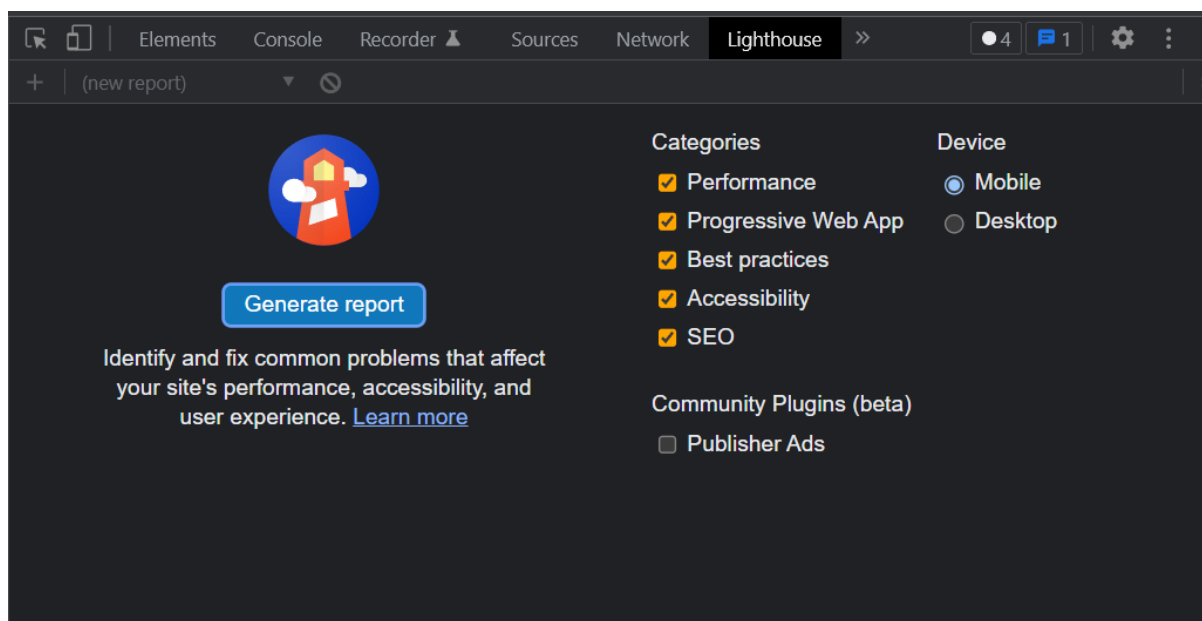 Elements Console Recorder Sources Network Lighthouse » 4 1
+ (new report)
Generate report
Identify and fix common problems that affect
your site's performance, accessibility, and
user experience. Learn more
Categories
Performance
Progressive Web App
Best practices
Accessibility
SEO
Community Plugins (beta)
Publisher Ads
Device
Mobile
Desktop